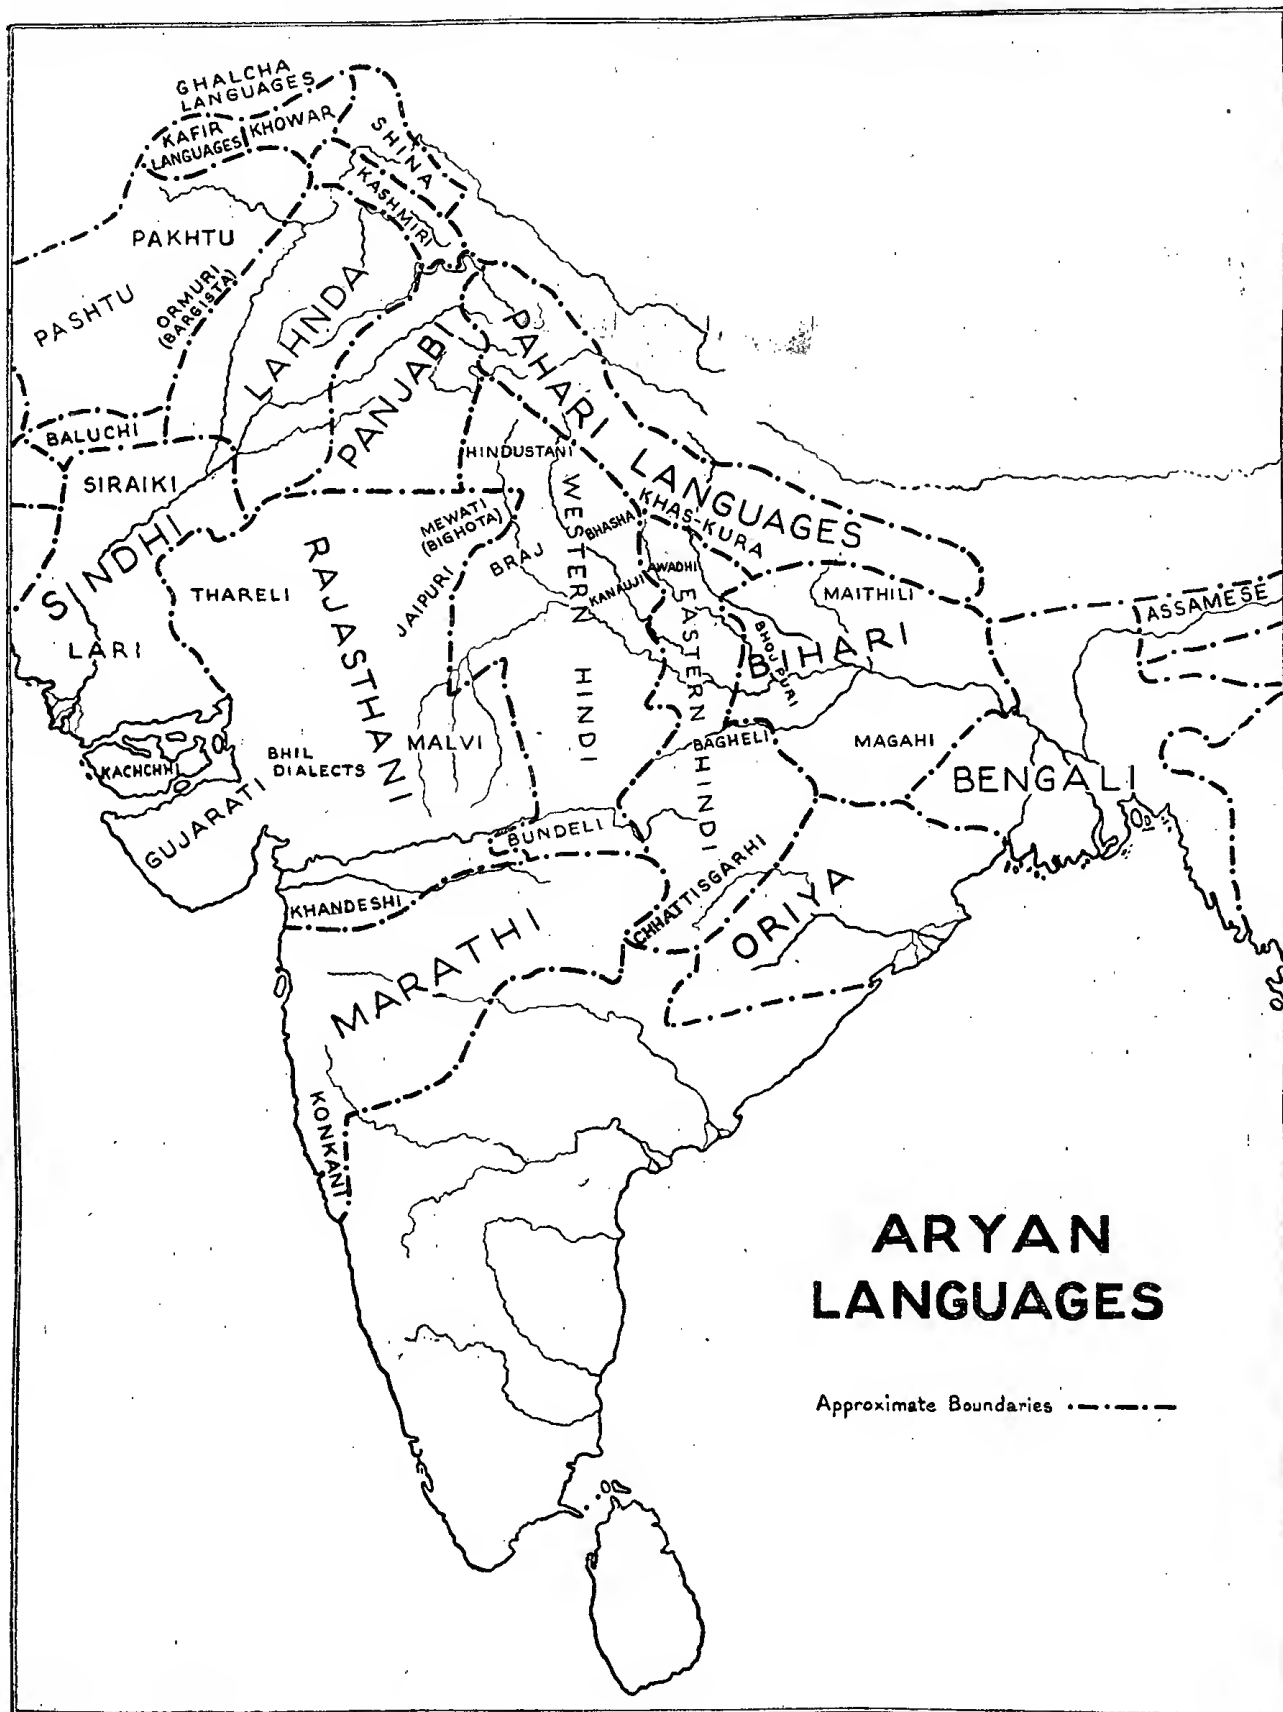 GHALCHA
LANGUAGES
KAFIR
LANGUAGES
KHOWAR
SHINA
KASHMIRI
PAKHTU
PASHTU
ORMURI
(BARGISTA)
LAHNDA
PANJABI
PAHARI LANGUAGES
BALUCHI
SIRAIKI
SINDHI
HINDUSTANI
KHAS-KURA
MEWATI
(BIGHOTA)
BRAJ BHASHA
WESTERN HINDI
KANAUJI
AWADHI
EASTERN HINDI
MAITHILI
ASSAMESE
THARELI
RAJASTHANI
JAIPURI
BIHARI
BHOJPURI
LARI
KACHCHHI
BHIL
DIALECTS
MALVI
BAGHELI
MAGAHI
BENGALI
GUJARATI
BUNDELI
KHANDESHI
CHHATTISGARHI
ORIYA
MARATHI
KONKANI
ARYAN
LANGUAGES
Approximate Boundaries